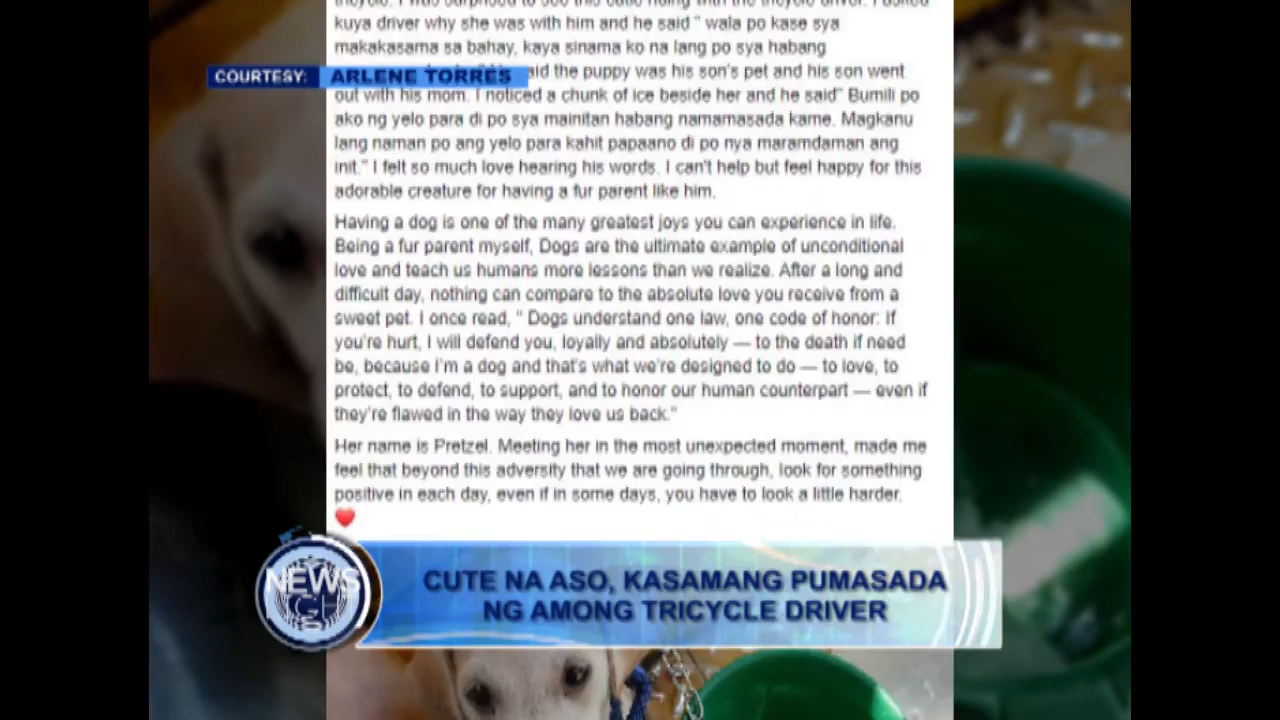 tricycle. I was surprised to see this cutie riding with the tricycle driver. I asked
kuya driver why she was with him and he said " wala po kase sya
makakasama sa bahay, kaya sinama ko na lang po sya habang
COURTESY: ARLENE TORRES
said the puppy was his son's pet and his son went
out with his mom. I noticed a chunk of ice beside her and he said" Bumili po
ako ng yelo para di po sya mainitan habang namamasada kame. Magkanu
lang naman po ang yelo para kahit papaano di po nya maramdaman ang
init." I felt so much love hearing his words. I can't help but feel happy for this
adorable creature for having a fur parent like him.
Having a dog is one of the many greatest joys you can experience in life.
Being a fur parent myself, Dogs are the ultimate example of unconditional
love and teach us humans more lessons than we realize. After a long and
difficult day, nothing can compare to the absolute love you receive from a
sweet pet. I once read, " Dogs understand one law, one code of honor: If
you're hurt, I will defend you, loyally and absolutely — to the death if need
be, because I'm a dog and that's what we're designed to do — to love, to
protect, to defend, to support, and to honor our human counterpart — even if
they're flawed in the way they love us back."
Her name is Pretzel. Meeting her in the most unexpected moment, made me
feel that beyond this adversity that we are going through, look for something
positive in each day, even if in some days, you have to look a little harder.
❤️
NEWS
CUTE NA ASO, KASAMANG PUMASADA
NG AMONG TRICYCLE DRIVER